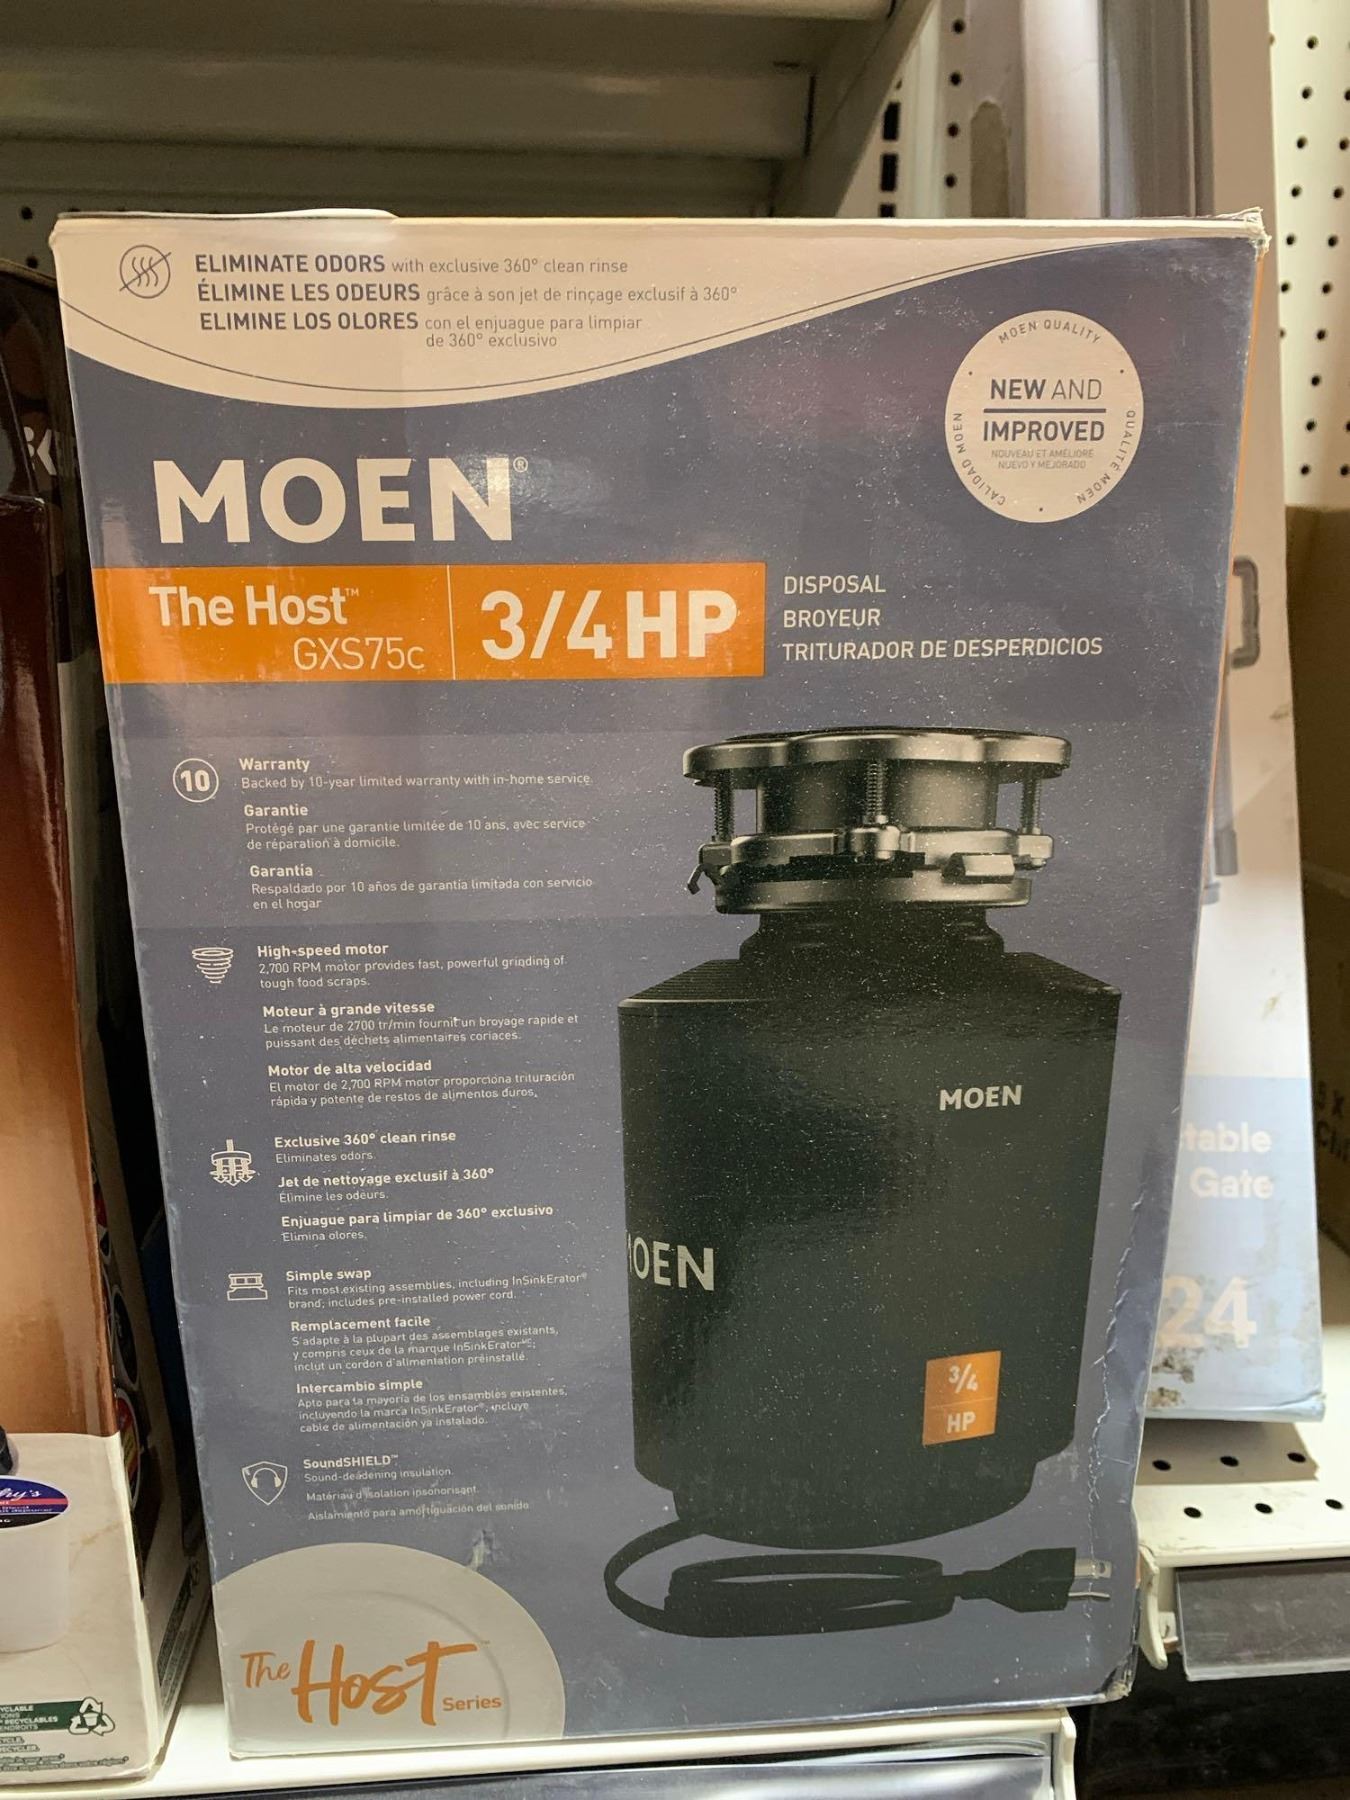 ELIMINATE ODORS with exclusive 360° clean rinse
ÉLIMINE LES ODEURS grâce à son jet de rinçage exclusif à 360°
ELIMINE LOS OLORES con el enjuague para limpiar
de 360° exclusivo
MOEN QUALITY
QUALITÉ MOEN
CALIDAD MOEN
NEW AND
IMPROVED
NOUVEAU ET AMÉLIORÉ
NUEVO Y MEJORADO
MOEN®
The Host™
GXS75c
3/4 HP
DISPOSAL
BROYEUR
TRITURADOR DE DESPERDICIOS
10
Warranty
Backed by 10-year limited warranty with in-home service.
Garantie
Protégé par une garantie limitée de 10 ans, avec service
de réparation à domicile.
Garantía
Respaldado por 10 años de garantía limitada con servicio
en el hogar
High-speed motor
2,700 RPM motor provides fast, powerful grinding of
tough food scraps.
Moteur à grande vitesse
Le moteur de 2700 tr/min fournit un broyage rapide et
puissant des déchets alimentaires coriaces.
Motor de alta velocidad
El motor de 2,700 RPM motor proporciona trituración
rápida y potente de restos de alimentos duros.
Exclusive 360° clean rinse
Eliminates odors.
Jet de nettoyage exclusif à 360°
Élimine les odeurs.
Enjuague para limpiar de 360° exclusivo
Elimina olores.
Simple swap
Fits most existing assemblies, including InSinkErator®
brand; includes pre-installed power cord.
Remplacement facile
S'adapte à la plupart des assemblages existants,
y compris ceux de la marque InSinkErator MC;
inclut un cordon d'alimentation préinstallé.
Intercambio simple
Apto para la mayoría de los ensambles existentes,
incluyendo la marca InSinkErator®; incluye
cable de alimentación ya instalado.
SoundSHIELD™
Sound-deadening insulation.
Matériau d'isolation insonorisant.
Aislamiento para amortiguación del sonido
MOEN
MOEN
3/4
HP
The Host™
Series
table
Gate
24